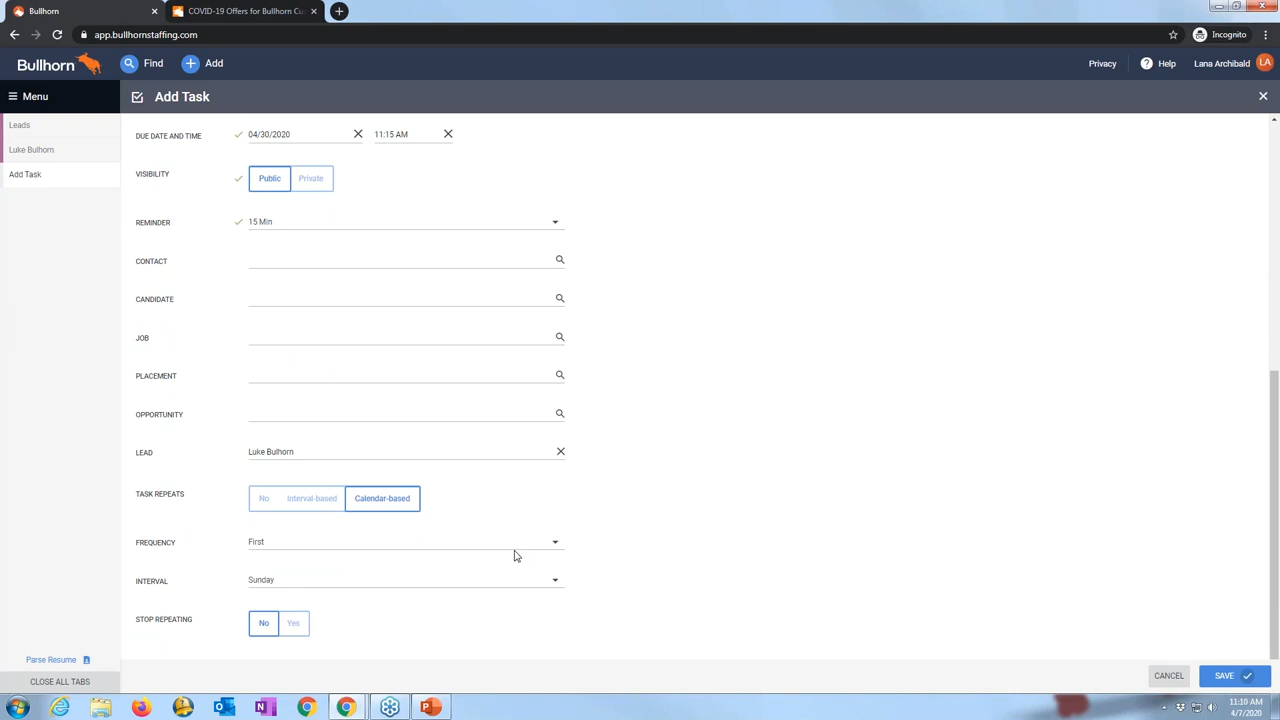 Bullhorn
COVID-19 Offers for Bullhorn Cu
app.bullhornstaffing.com
Incognito
Bullhorn
Find
Add
Privacy
Help
Lana Archibald
LA
Menu
Add Task
Leads
Luke Bulhorn
Add Task
DUE DATE AND TIME
04/30/2020
11:15 AM
VISIBILITY
Public
Private
REMINDER
15 Min
CONTACT
CANDIDATE
JOB
PLACEMENT
OPPORTUNITY
LEAD
Luke Bulhorn
TASK REPEATS
No
Interval-based
Calendar-based
FREQUENCY
First
INTERVAL
Sunday
STOP REPEATING
No
Yes
Parse Resume
CLOSE ALL TABS
CANCEL
SAVE
11:10 AM
4/7/2020